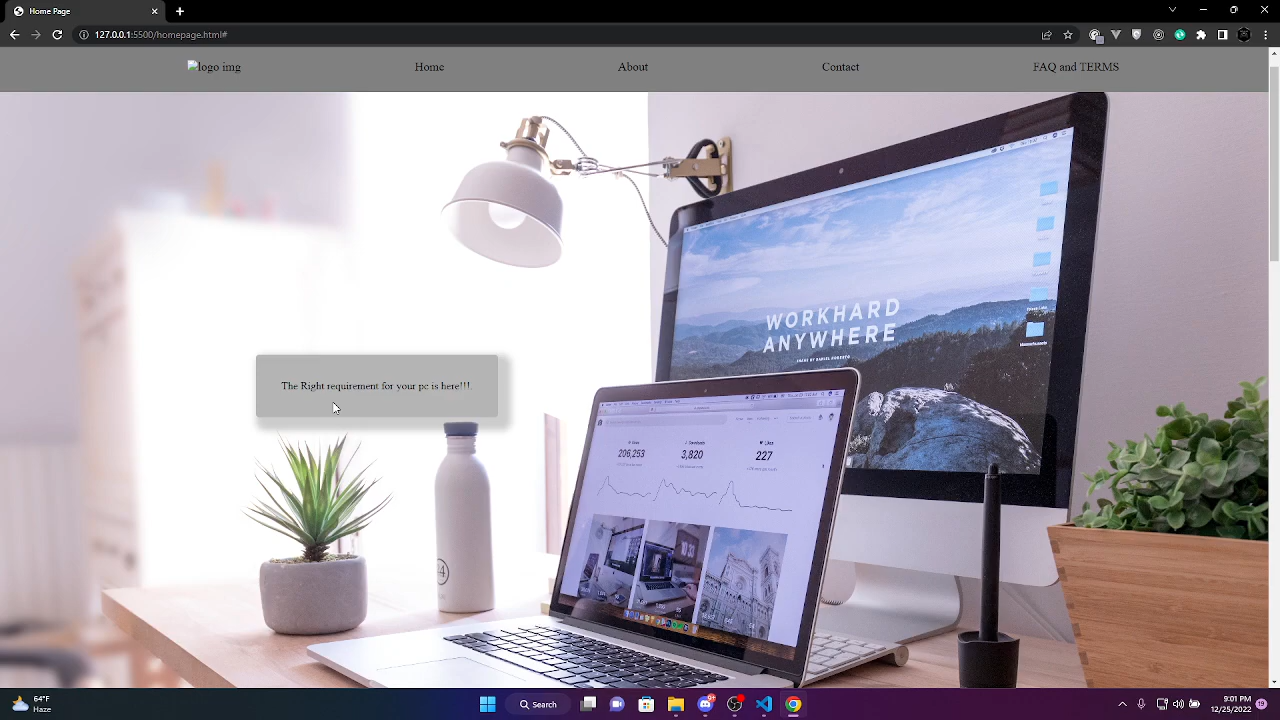 Home Page
127.0.0.1:5500/homepage.html#
logo img
Home
About
Contact
FAQ and TERMS
WORKHARD
ANYWHERE
The Right requirement for your pc is here!!!.
206,253
3,820
227
64°F
Haze
Search
9:01 PM
12/25/2022